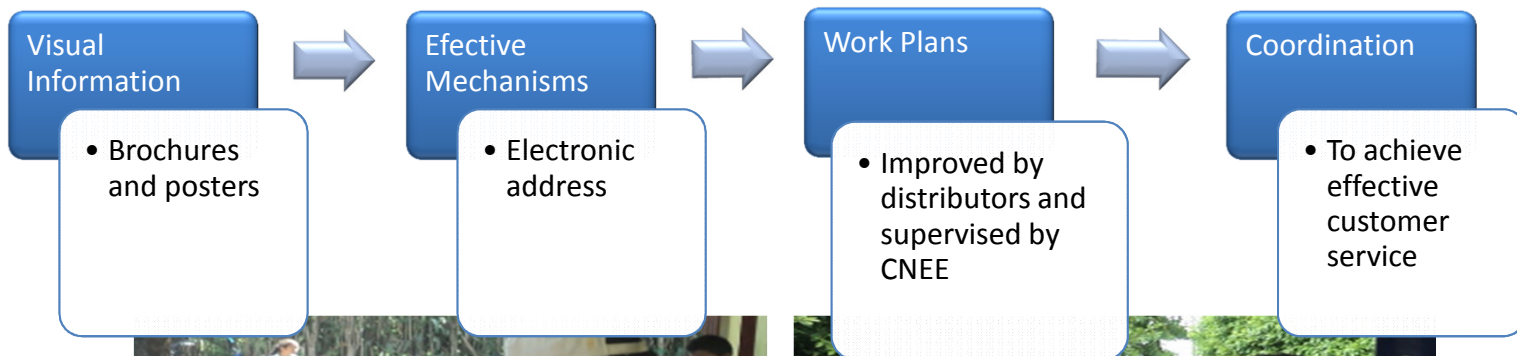 Visual
Information
• Brochures
and posters
Efective
Mechanisms
• Electronic
address
Work Plans
• Improved by
distributors and
supervised by
CNEE
Coordination
• To achieve
effective
customer
service